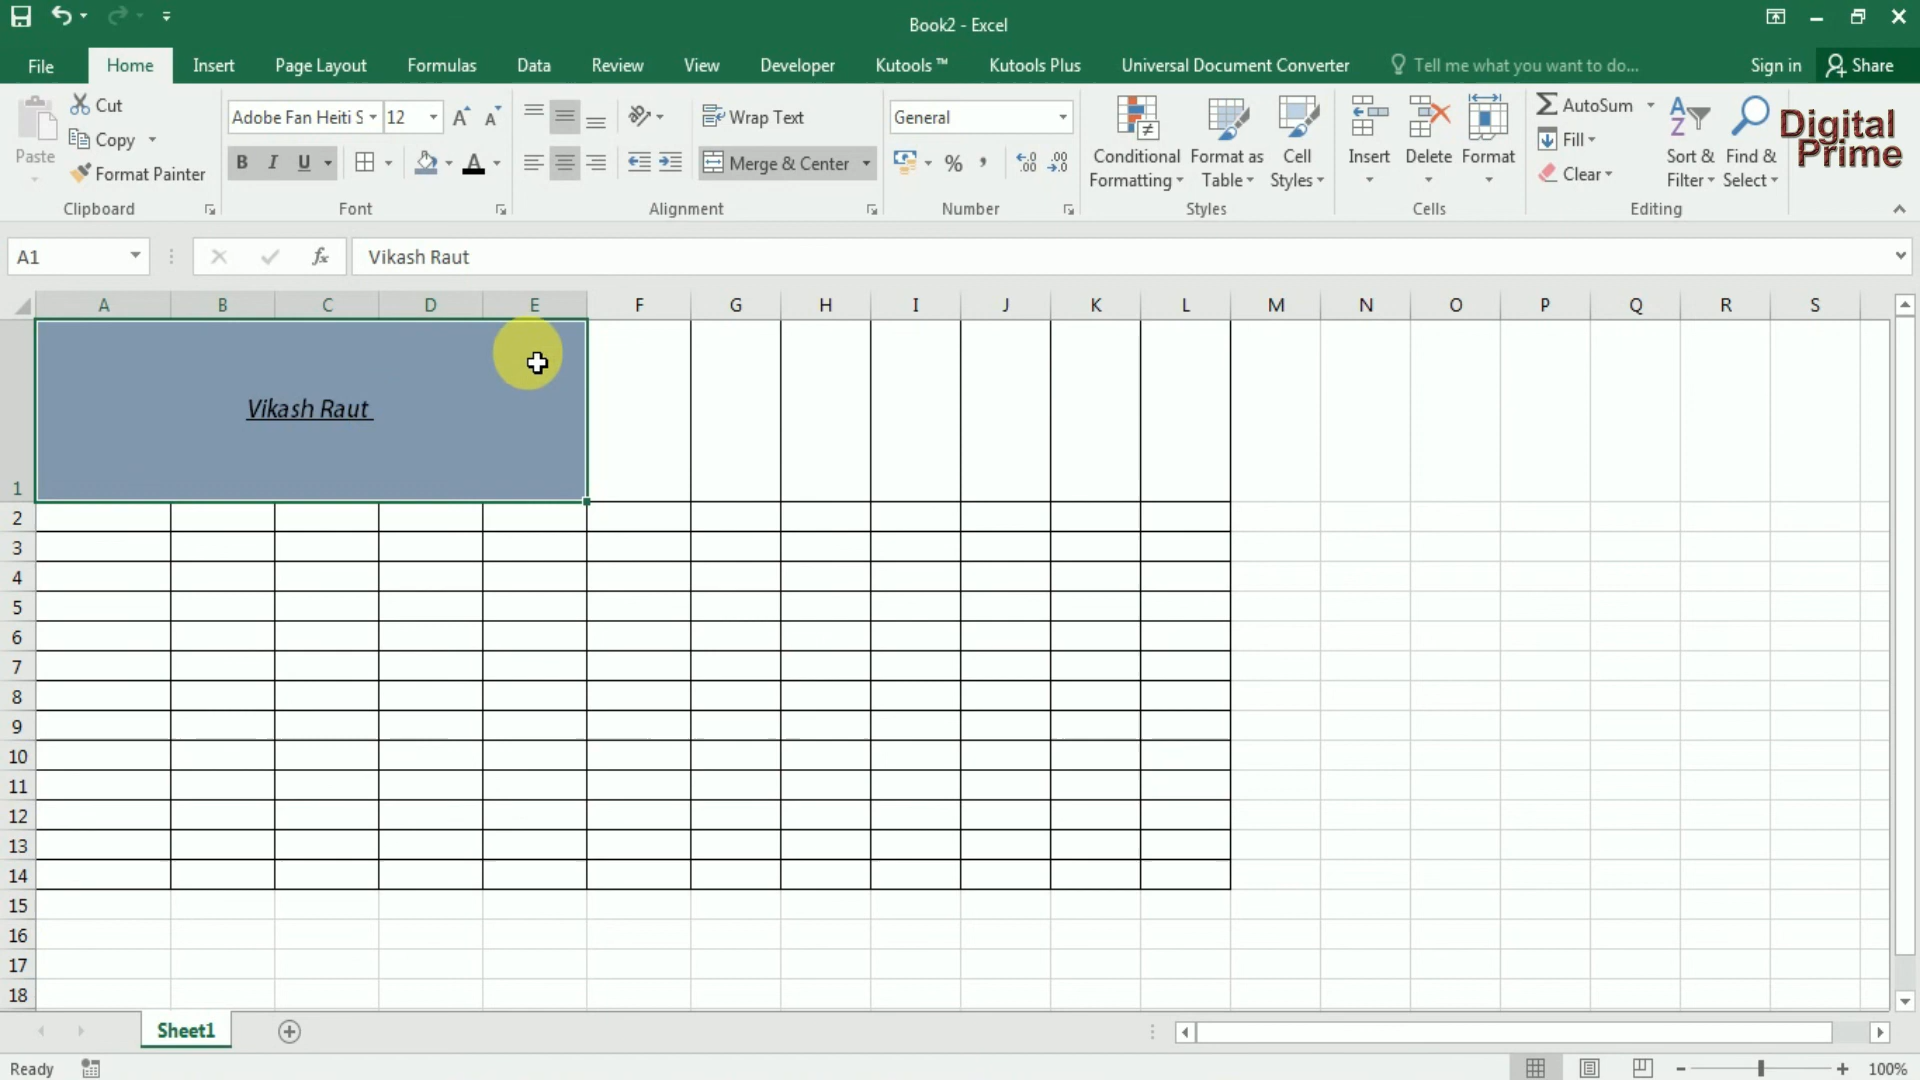 Book2 - Excel
File Home Insert Page Layout Formulas Data Review View Developer Kutools ™ Kutools Plus Universal Document Converter Tell me what you want to do... Sign in Share
Paste
Cut
Copy
Format Painter
Clipboard
Adobe Fan Heiti S 12 A A
B I U A
Font
Wrap Text
Merge & Center
Alignment
General
% , .0 .00 .00 .0
Number
Conditional Formatting
Format as Table
Cell Styles
Styles
Insert Delete Format
Cells
AutoSum
Fill
Clear
A Z
Sort & Filter
Find & Select
Editing
Digital
Prime
A1 fx Vikash Raut
A B C D E F G H I J K L M N O P Q R S
Vikash Raut
1
2
3
4
5
6
7
8
9
10
11
12
13
14
15
16
17
18
Sheet1
Ready 100%